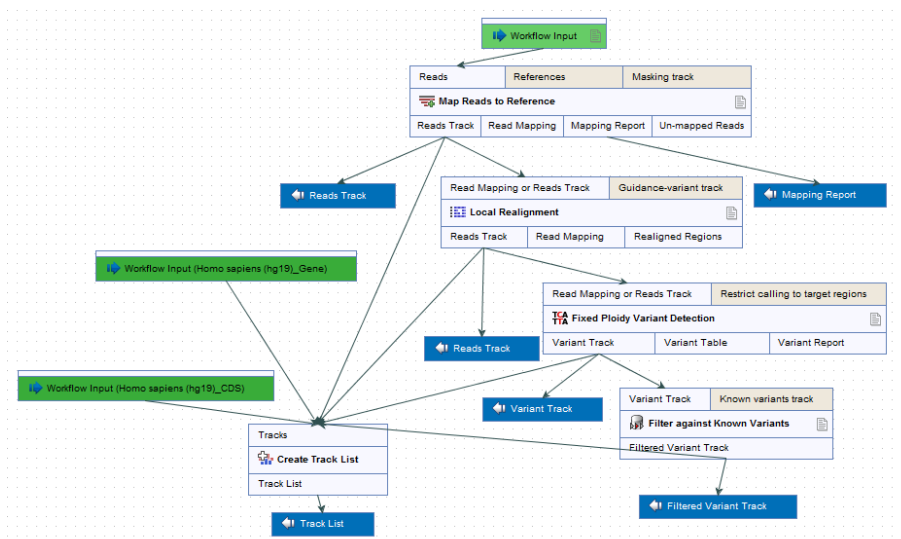 Workflow Input
Reads References Masking track
Map Reads to Reference
Reads Track Read Mapping Mapping Report Un-mapped Reads
Reads Track
Mapping Report
Read Mapping or Reads Track Guidance-variant track
Local Realignment
Reads Track Read Mapping Realigned Regions
Workflow Input (Homo sapiens (hg19)_Gene)
Read Mapping or Reads Track Restrict calling to target regions
Fixed Ploidy Variant Detection
Variant Track Variant Table Variant Report
Reads Track
Workflow Input (Homo sapiens (hg19)_CDS)
Variant Track
Variant Track Known variants track
Filter against Known Variants
Filtered Variant Track
Tracks
Create Track List
Track List
Filtered Variant Track
Track List